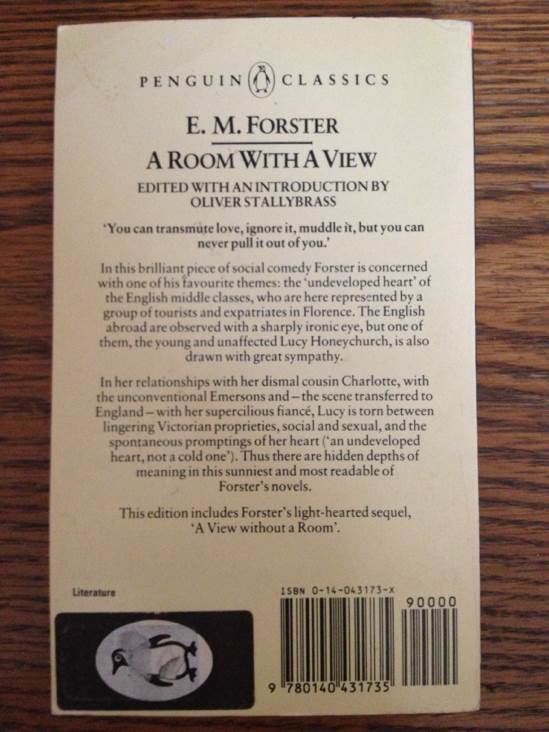 PENGUIN CLASSICS
E. M. FORSTER
A ROOM WITH A VIEW
EDITED WITH AN INTRODUCTION BY
OLIVER STALLYBRASS
'You can transmute love, ignore it, muddle it, but you can
never pull it out of you.'
In this brilliant piece of social comedy Forster is concerned
with one of his favourite themes: the 'undeveloped heart' of
the English middle classes, who are here represented by a
group of tourists and expatriates in Florence. The English
abroad are observed with a sharply ironic eye, but one of
them, the young and unaffected Lucy Honeychurch, is also
drawn with great sympathy.
In her relationships with her dismal cousin Charlotte, with
the unconventional Emersons and – the scene transferred to
England – with her supercilious fiancé, Lucy is torn between
lingering Victorian proprieties, social and sexual, and the
spontaneous promptings of her heart ('an undeveloped
heart, not a cold one'). Thus there are hidden depths of
meaning in this sunniest and most readable of
Forster's novels.
This edition includes Forster's light-hearted sequel,
'A View without a Room'.
Literature
ISBN 0-14-043173-X
90000
9 780140 431735